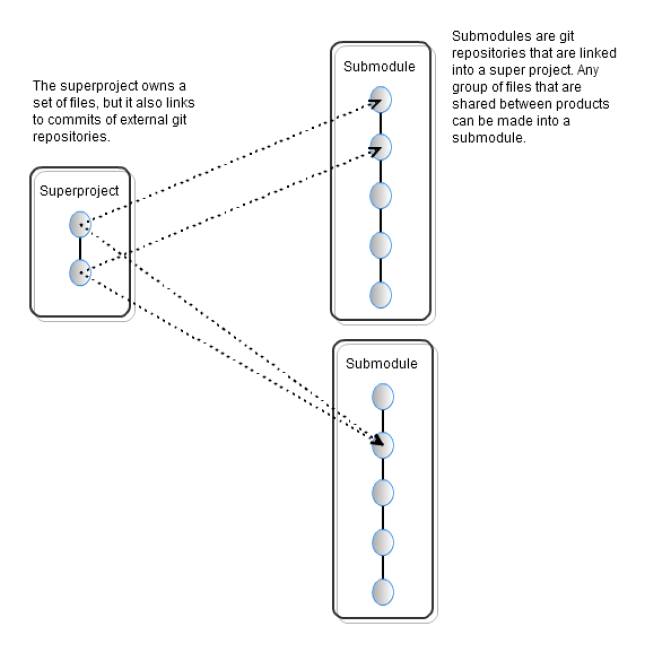 The superproject owns a
set of files, but it also links
to commits of external git
repositories.
Superproject
Submodule
Submodules are git
repositories that are linked
into a super project. Any
group of files that are
shared between products
can be made into a
submodule.
Submodule